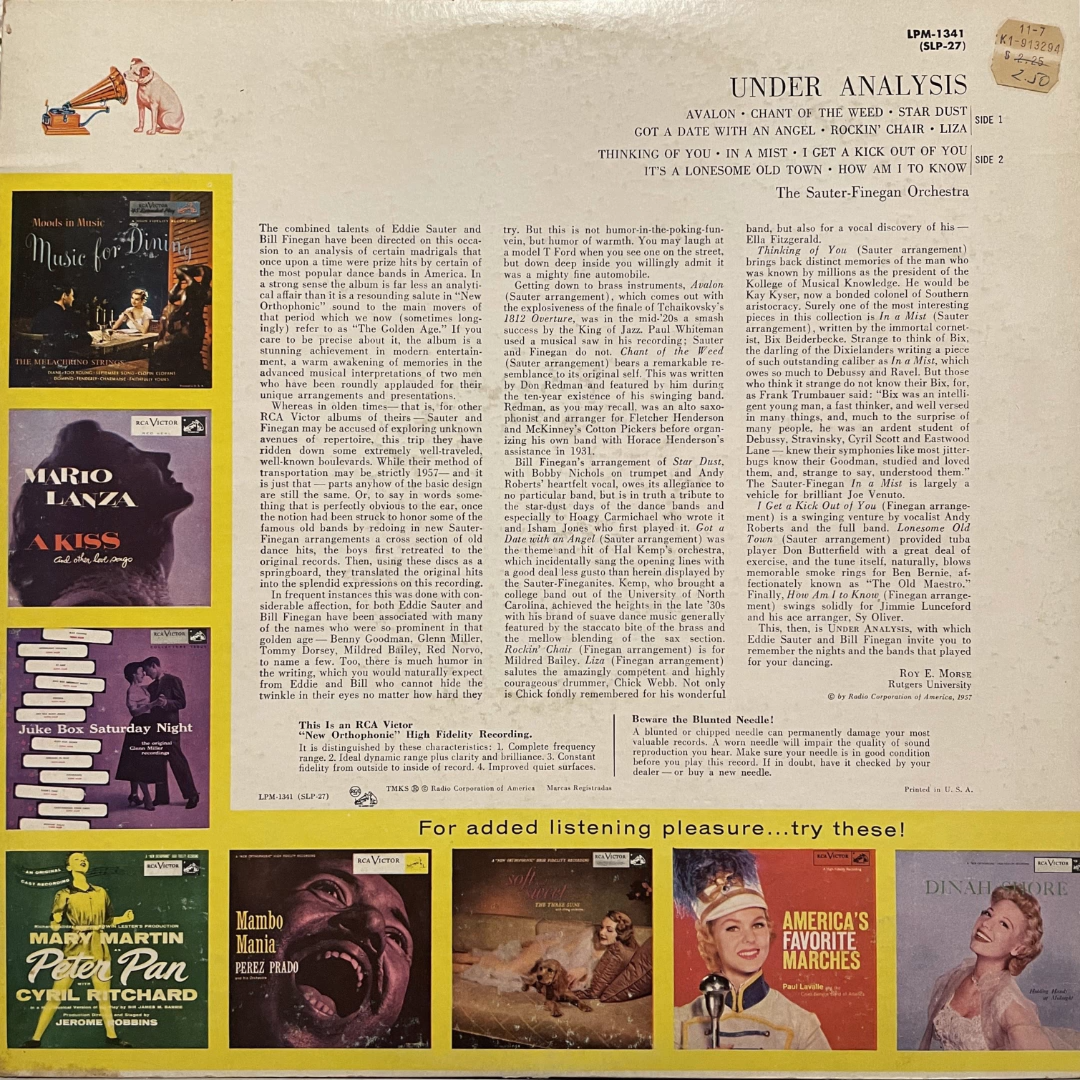 LPM-1341
(SLP-27)
11-7
K1-913294
$ 2.25
2.50
UNDER ANALYSIS
AVALON • CHANT OF THE WEED • STAR DUST
GOT A DATE WITH AN ANGEL • ROCKIN' CHAIR • LIZA
SIDE 1
THINKING OF YOU • IN A MIST • I GET A KICK OUT OF YOU
IT'S A LONESOME OLD TOWN • HOW AM I TO KNOW
SIDE 2
The Sauter-Finegan Orchestra
The combined talents of Eddie Sauter and
Bill Finegan have been directed on this occa-
sion to an analysis of certain madrigals that
once upon a time were prize hits by certain of
the most popular dance bands in America. In
a strong sense the album is far less an analyti-
cal affair than it is a resounding salute in "New
Orthophonic" sound to the main movers of
that period which we now (sometimes long-
ingly) refer to as "The Golden Age." If you
care to be precise about it, the album is a
stunning achievement in modern entertain-
ment, a warm awakening of memories in the
advanced musical interpretations of two men
who have been roundly applauded for their
unique arrangements and presentations.
Whereas in olden times—that is, for other
RCA Victor albums of theirs—Sauter and
Finegan may be accused of exploring unknown
avenues of repertoire, this trip they have
ridden down some extremely well-traveled,
well-known boulevards. While their method of
transportation may be strictly 1957—and it
is just that—parts anyhow of the basic design
are still the same. Or, to say in words some-
thing that is perfectly obvious to the ear, once
the notion had been struck to honor some of the
famous old bands by redoing in new Sauter-
Finegan arrangements a cross section of old
dance hits, the boys first retreated to the
original records. Then, using these discs as a
springboard, they translated the original hits
into the splendid expressions on this recording.
In frequent instances this was done with con-
siderable affection, for both Eddie Sauter and
Bill Finegan have been associated with many
of the names who were so prominent in that
golden age—Benny Goodman, Glenn Miller,
Tommy Dorsey, Mildred Bailey, Red Norvo,
to name a few. Too, there is much humor in
the writing, which you would naturally expect
from Eddie and Bill who cannot hide the
twinkle in their eyes no matter how hard they
try. But this is not humor-in-the-poking-fun-
vein, but humor of warmth. You may laugh at
a model T Ford when you see one on the street,
but down deep inside you willingly admit it
was a mighty fine automobile.
Getting down to brass instruments, Avalon
(Sauter arrangement), which comes out with
the explosiveness of the finale of Tchaikovsky's
1812 Overture, was in the mid-'20s a smash
success by the King of Jazz. Paul Whiteman
used a musical saw in his recording; Sauter
and Finegan do not. Chant of the Weed
(Sauter arrangement) bears a remarkable re-
semblance to its original self. This was written
by Don Redman and featured by him during
the ten-year existence of his swinging band.
Redman, as you may recall, was an alto saxo-
phonist and arranger for Fletcher Henderson
and McKinney's Cotton Pickers before organ-
izing his own band with Horace Henderson's
assistance in 1931.
Bill Finegan's arrangement of Star Dust,
with Bobby Nichols on trumpet and Andy
Roberts' heartfelt vocal, owes its allegiance to
no particular band, but is in truth a tribute to
the star-dust days of the dance bands and
especially to Hoagy Carmichael who wrote it
and Isham Jones who first played it. Got a
Date with an Angel (Sauter arrangement) was
the theme and hit of Hal Kemp's orchestra,
which incidentally sang the opening lines with
a good deal less gusto than herein displayed by
the Sauter-Fineganites. Kemp, who brought a
college band out of the University of North
Carolina, achieved the heights in the late '30s
with his brand of suave dance music generally
featured by the staccato bite of the brass and
the mellow blending of the sax section.
Rockin' Chair (Finegan arrangement) is for
Mildred Bailey. Liza (Finegan arrangement)
salutes the amazingly competent and highly
courageous drummer, Chick Webb. Not only
is Chick fondly remembered for his wonderful
band, but also for a vocal discovery of his—
Ella Fitzgerald.
Thinking of You (Sauter arrangement)
brings back distinct memories of the man who
was known by millions as the president of the
Kollege of Musical Knowledge. He would be
Kay Kyser, now a bonded colonel of Southern
aristocracy. Surely one of the most interesting
pieces in this collection is In a Mist (Sauter
arrangement), written by the immortal cornet-
ist, Bix Beiderbecke. Strange to think of Bix,
the darling of the Dixielanders writing a piece
of such outstanding caliber as In a Mist, which
owes so much to Debussy and Ravel. But those
who think it strange do not know their Bix, for,
as Frank Trumbauer said: "Bix was an intelli-
gent young man, a fast thinker, and well versed
in many things, and, much to the surprise of
many people, he was an ardent student of
Debussy, Stravinsky, Cyril Scott and Eastwood
Lane—knew their symphonies like most jitter-
bugs know their Goodman, studied and loved
them, and, strange to say, understood them."
The Sauter-Finegan In a Mist is largely a
vehicle for brilliant Joe Venuto.
I Get a Kick Out of You (Finegan arrange-
ment) is a swinging venture by vocalist Andy
Roberts and the full band. Lonesome Old
Town (Sauter arrangement) provided tuba
player Don Butterfield with a great deal of
exercise, and the tune itself, naturally, blows
memorable smoke rings for Ben Bernie, af-
fectionately known as "The Old Maestro."
Finally, How Am I to Know (Finegan arrange-
ment) swings solidly for Jimmie Lunceford
and his ace arranger, Sy Oliver.
This, then, is UNDER ANALYSIS, with which
Eddie Sauter and Bill Finegan invite you to
remember the nights and the bands that played
for your dancing.
ROY E. MORSE
Rutgers University
© by Radio Corporation of America, 1957
This Is an RCA Victor
"New Orthophonic" High Fidelity Recording.
It is distinguished by these characteristics: 1. Complete frequency
range. 2. Ideal dynamic range plus clarity and brilliance. 3. Constant
fidelity from outside to inside of record. 4. Improved quiet surfaces.
Beware the Blunted Needle!
A blunted or chipped needle can permanently damage your most
valuable records. A worn needle will impair the quality of sound
reproduction you hear. Make sure your needle is in good condition
before you play this record. If in doubt, have it checked by your
dealer—or buy a new needle.
LPM-1341 (SLP-27)
TMKS ® © Radio Corporation of America Marcas Registradas
Printed in U. S. A.
For added listening pleasure...try these!
Moods in Music
Music for Dining
THE MELACHRINO STRINGS
RCA VICTOR
MARIO
LANZA
A KISS
and other love songs
RCA VICTOR
Juke Box Saturday Night
the original
Glenn Miller
recordings
RCA VICTOR
AN ORIGINAL
CAST RECORDING
MARY MARTIN
Peter Pan
WITH
CYRIL RITCHARD
JEROME ROBBINS
RCA VICTOR
Mambo
Mania
PEREZ PRADO
and his Orchestra
soft
sweet
THE THREE SUNS
RCA VICTOR
AMERICA'S
FAVORITE
MARCHES
Paul Lavalle
RCA VICTOR
DINAH SHORE
Holding Hands
at Midnight